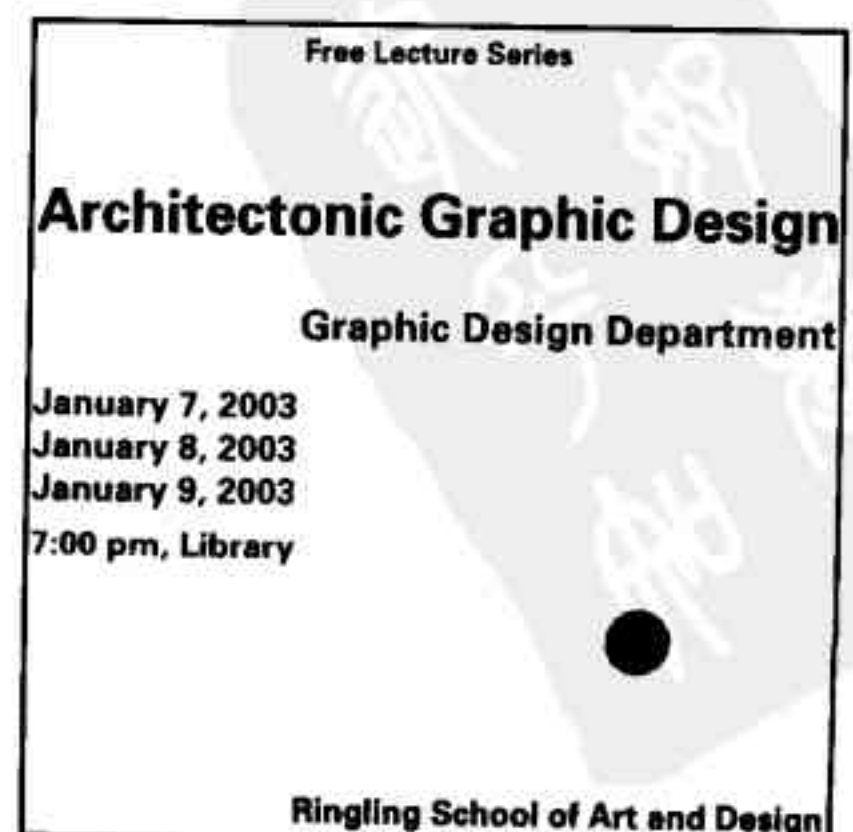 Free Lecture Series
Architectonic Graphic Design
Graphic Design Department
January 7, 2003
January 8, 2003
January 9, 2003
7:00 pm, Library
Ringling School of Art and Design